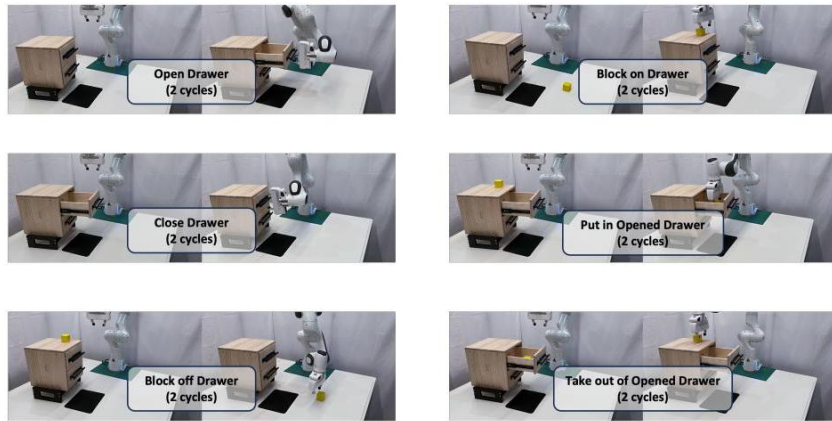 Open Drawer
(2 cycles)
Block on Drawer
(2 cycles)
Close Drawer
(2 cycles)
Put in Opened Drawer
(2 cycles)
Block off Drawer
(2 cycles)
Take out of Opened Drawer
(2 cycles)